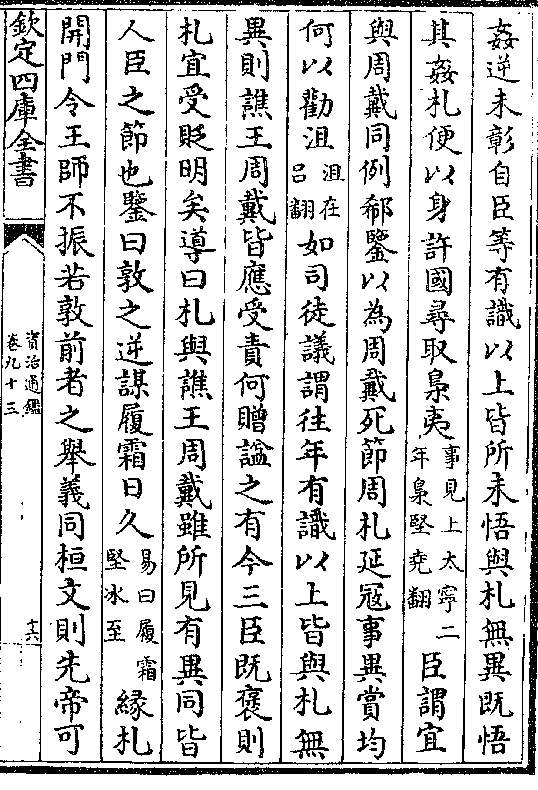 姦逆未彰自臣等有識以上皆所未悟與札無異既悟
其姦札便以身許國尋取梟夷事見上太寧二年梟堅堯翻臣謂宜
與周戴同例郗鑒以為周戴死節周札延冦事異賞均
何以勸沮沮在呂翻如司徒議謂往年有識以上皆與札無
異則譙王周戴皆應受責何贈諡之有今三臣既褒則
札宜受貶明矣導曰札與譙王周戴雖所見有異同皆
人臣之節也鑒曰敦之逆謀履霜日久易曰履霜堅冰至緣札
開門令王師不振若敦前者之舉義同桓文則先帝可
欽定四庫全書
資治通鑑
卷九十三
十六